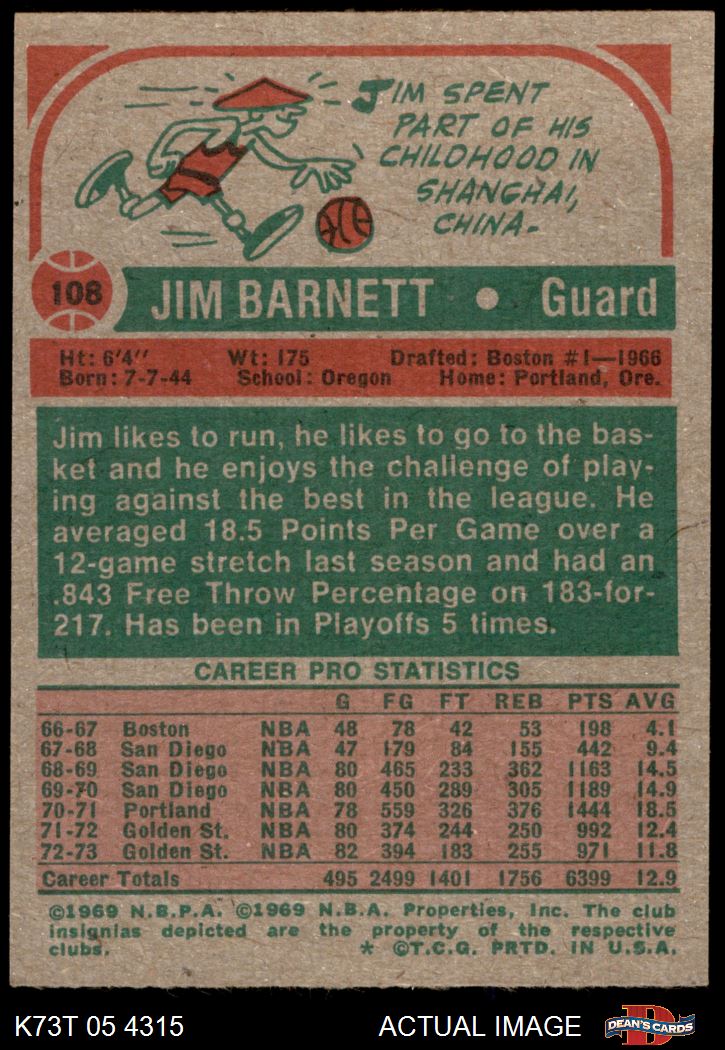 JIM SPENT
PART OF HIS
CHILDHOOD IN
SHANGHAI,
CHINA.
108 JIM BARNETT • Guard
Ht: 6'4" Wt: 175 Drafted: Boston #1—1966
Born: 7-7-44 School: Oregon Home: Portland, Ore.
Jim likes to run, he likes to go to the bas-
ket and he enjoys the challenge of play-
ing against the best in the league. He
averaged 18.5 Points Per Game over a
12-game stretch last season and had an
.843 Free Throw Percentage on 183-for-
217. Has been in Playoffs 5 times.
CAREER PRO STATISTICS
G FG FT REB PTS AVG
66-67 Boston NBA 48 78 42 53 198 4.1
67-68 San Diego NBA 47 179 84 155 442 9.4
68-69 San Diego NBA 80 465 233 362 1163 14.5
69-70 San Diego NBA 80 450 289 305 1189 14.9
70-71 Portland NBA 78 559 326 376 1444 18.5
71-72 Golden St. NBA 80 374 244 250 992 12.4
72-73 Golden St. NBA 82 394 183 255 971 11.8
Career Totals 495 2499 1401 1756 6399 12.9
©1969 N.B.P.A. ©1969 N.B.A. Properties, Inc. The club
insignias depicted are the property of the respective
clubs. * ©T.C.G. PRTD. IN U.S.A.
K73T 05 4315 ACTUAL IMAGE DEAN'S CARDS